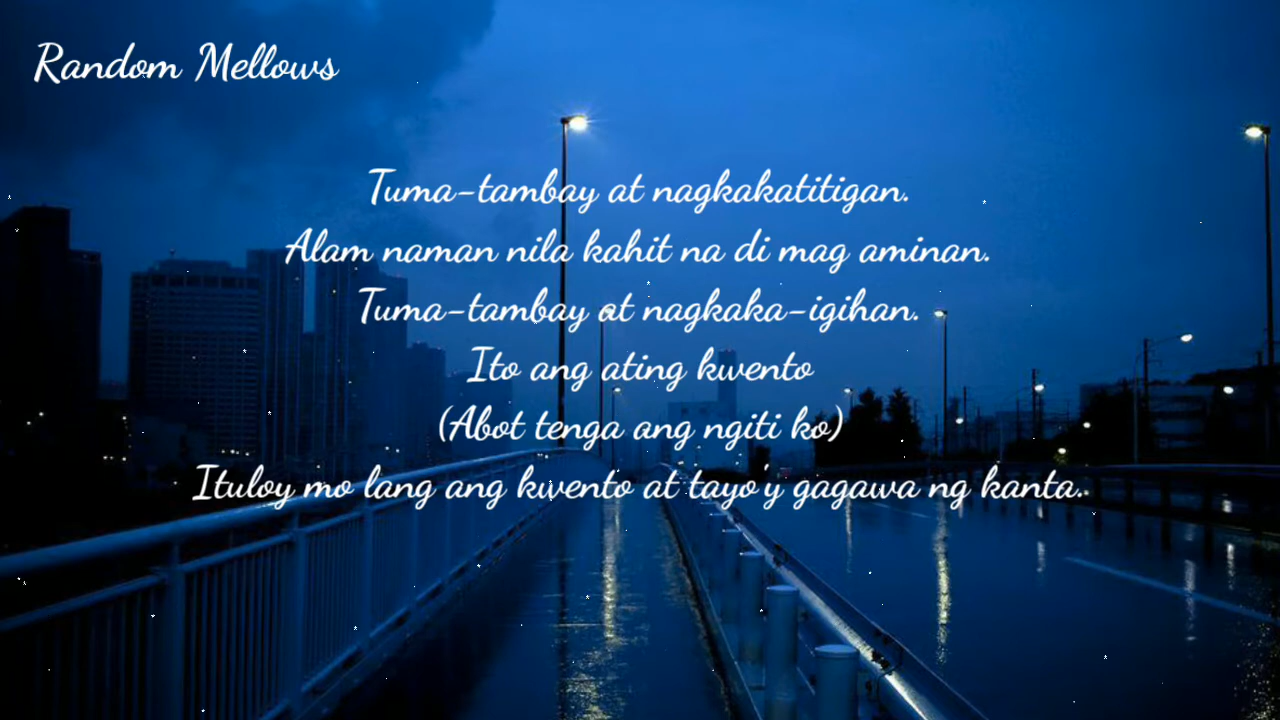 Random Mellows
Tuma-tambay at nagkakatitigan.
Alam naman nila kahit na di mag aminan.
Tuma-tambay at nagkaka-igihan.
Ito ang ating kwento
(Abot tenga ang ngiti ko)
Ituloy mo lang ang kwento at tayo'y gagawa ng kanta.